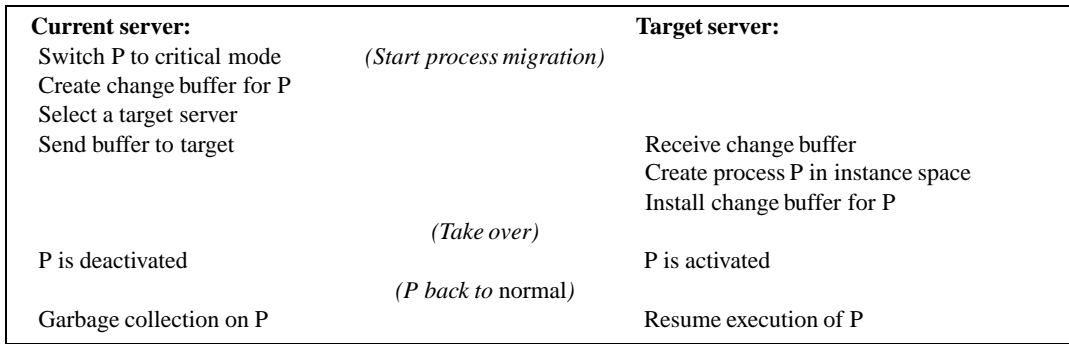 Current server: Target server:
Switch P to critical mode (Start process migration)
Create change buffer for P
Select a target server
Send buffer to target Receive change buffer
Create process P in instance space
Install change buffer for P
(Take over)
P is deactivated P is activated
(P back to normal)
Garbage collection on P Resume execution of P